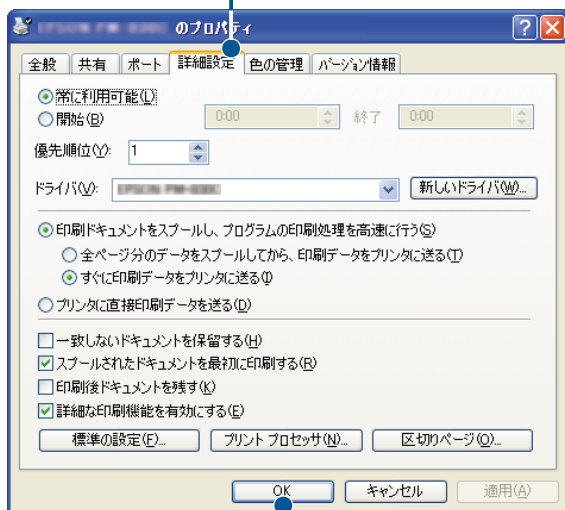 のプロパティ
全般 共有 ポート 詳細設定 色の管理 バージョン情報
常に利用可能(L)
開始(B) 0:00 終了 0:00
優先順位(Y): 1
ドライバ(V): 新しいドライバ(W)...
印刷ドキュメントをスプールし、プログラムの印刷処理を高速に行う(S)
全ページ分のデータをスプールしてから、印刷データをプリンタに送る(T)
すぐに印刷データをプリンタに送る(I)
プリンタに直接印刷データを送る(D)
一致しないドキュメントを保留する(H)
スプールされたドキュメントを最初に印刷する(R)
印刷後ドキュメントを残す(K)
詳細な印刷機能を有効にする(E)
標準の設定(F)... プリント プロセッサ(N)... 区切りページ(O)...
OK キャンセル 適用(A)